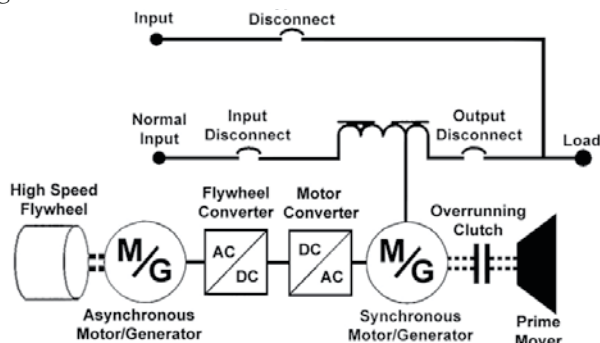 Input
Disconnect
Normal
Input
Input
Disconnect
Output
Disconnect
Load
High Speed
Flywheel
Flywheel
Converter
Motor
Converter
Overrunning
Clutch
M/G
AC
DC
DC
AC
M/G
Asynchronous
Motor/Generator
Synchronous
Motor/Generator
Prime
Mover